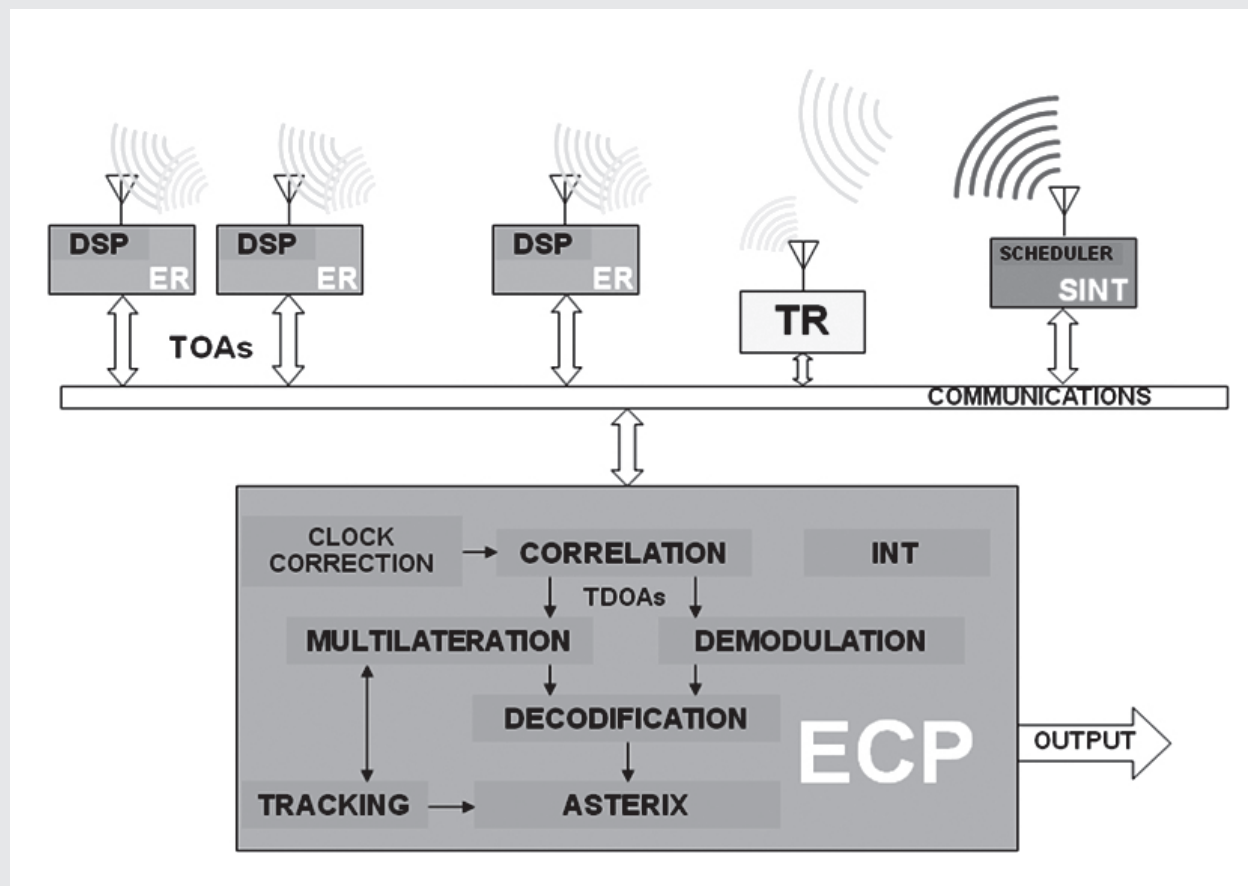 DSP
ER
DSP
ER
DSP
ER
TR
SCHEDULER
SINT
TOAs
COMMUNICATIONS
CLOCK
CORRECTION
CORRELATION
INT
TDOAs
MULTILATERATION
DEMODULATION
DECODIFICATION
ECP
OUTPUT
TRACKING
ASTERIX